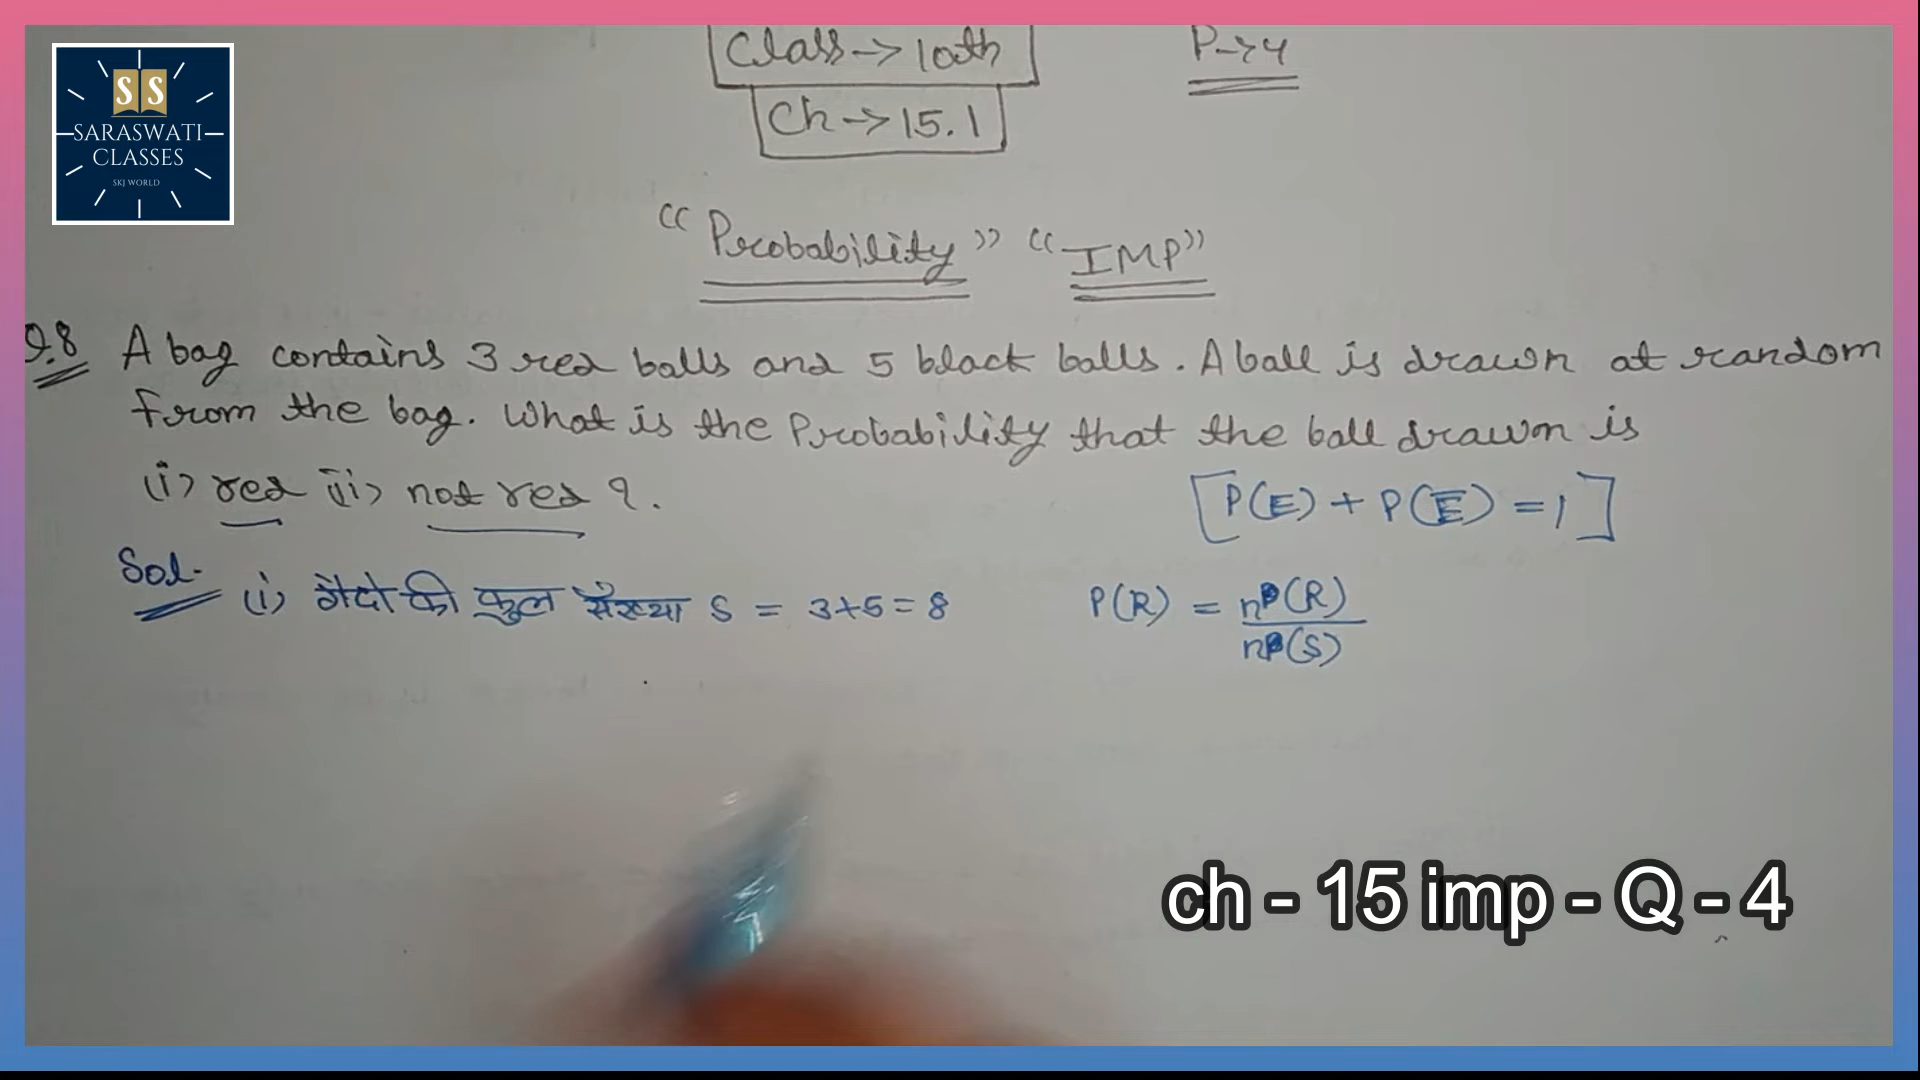 SS
SARASWATI
CLASSES
SKJ WORLD
Class → 10th
P → 4
Ch → 15.1
"Probability" "IMP"
Q.8 A bag contains 3 red balls and 5 black balls. A ball is drawn at random
from the bag. What is the Probability that the ball drawn is
(i) red (ii) not red ?.
[P(E) + P(E̅) = 1]
Sol.
(i) गेंदो की कुल संख्या S = 3+5 = 8
P(R) = n(R)
n(S)
ch - 15 imp - Q - 4